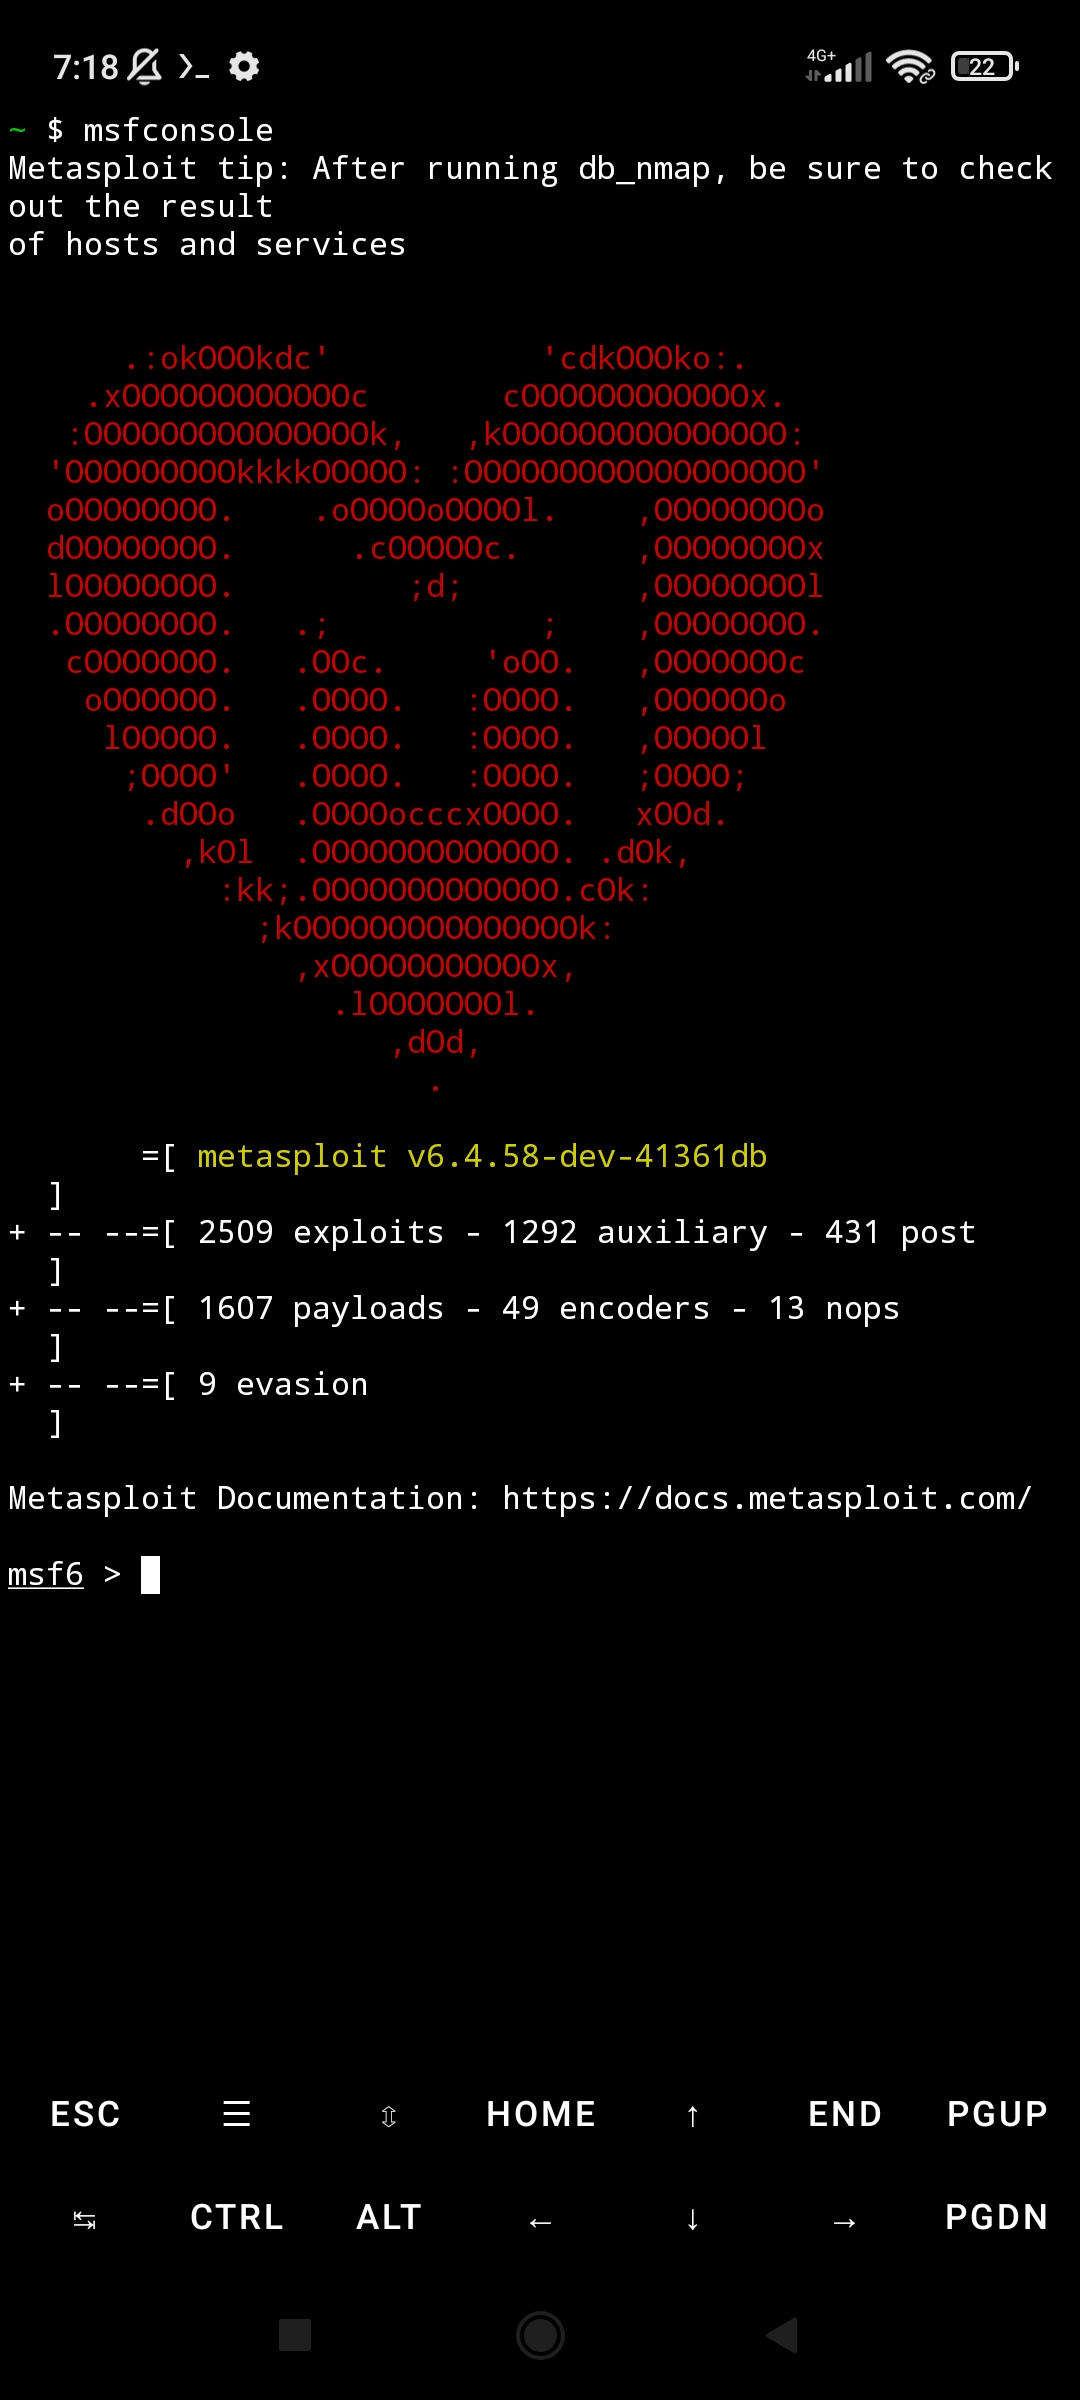 7:18 4G+ 22
~ $ msfconsole
Metasploit tip: After running db_nmap, be sure to check
out the result
of hosts and services
       .:okOOOkdc'           'cdkOOOko:.
    .xOOOOOOOOOOOOc       cOOOOOOOOOOOOx.
   :OOOOOOOOOOOOOOOk,   ,kOOOOOOOOOOOOOOO:
  'OOOOOOOOOkkkkOOOOO: :OOOOOOOOOOOOOOOOOO'
  oOOOOOOOO.    .oOOOOoOOOOl.    ,OOOOOOOOo
  dOOOOOOOO.      .cOOOOOc.      ,OOOOOOOOx
  lOOOOOOOO.         ;d;         ,OOOOOOOOl
  .OOOOOOOO.   .;           ;    ,OOOOOOOO.
   cOOOOOOO.   .OOc.     'oOO.   ,OOOOOOOc
    oOOOOOO.   .OOOO.   :OOOO.   ,OOOOOOo
     lOOOOO.   .OOOO.   :OOOO.   ,OOOOOl
      ;OOOO'   .OOOO.   :OOOO.   ;OOOO;
       .dOOo   .OOOOocccxOOOO.   xOOd.
         ,kOl  .OOOOOOOOOOOOO. .dOk,
           :kk;.OOOOOOOOOOOOO.cOk:
             ;kOOOOOOOOOOOOOOOk:
               ,xOOOOOOOOOOOx,
                 .lOOOOOOOl.
                    ,dOd,
                      .
       =[ metasploit v6.4.58-dev-41361db
  ]
+ -- --=[ 2509 exploits - 1292 auxiliary - 431 post
  ]
+ -- --=[ 1607 payloads - 49 encoders - 13 nops
  ]
+ -- --=[ 9 evasion
  ]
Metasploit Documentation: https://docs.metasploit.com/
msf6 >
ESC ☰ ⇳ HOME ↑ END PGUP
↹ CTRL ALT ← ↓ → PGDN